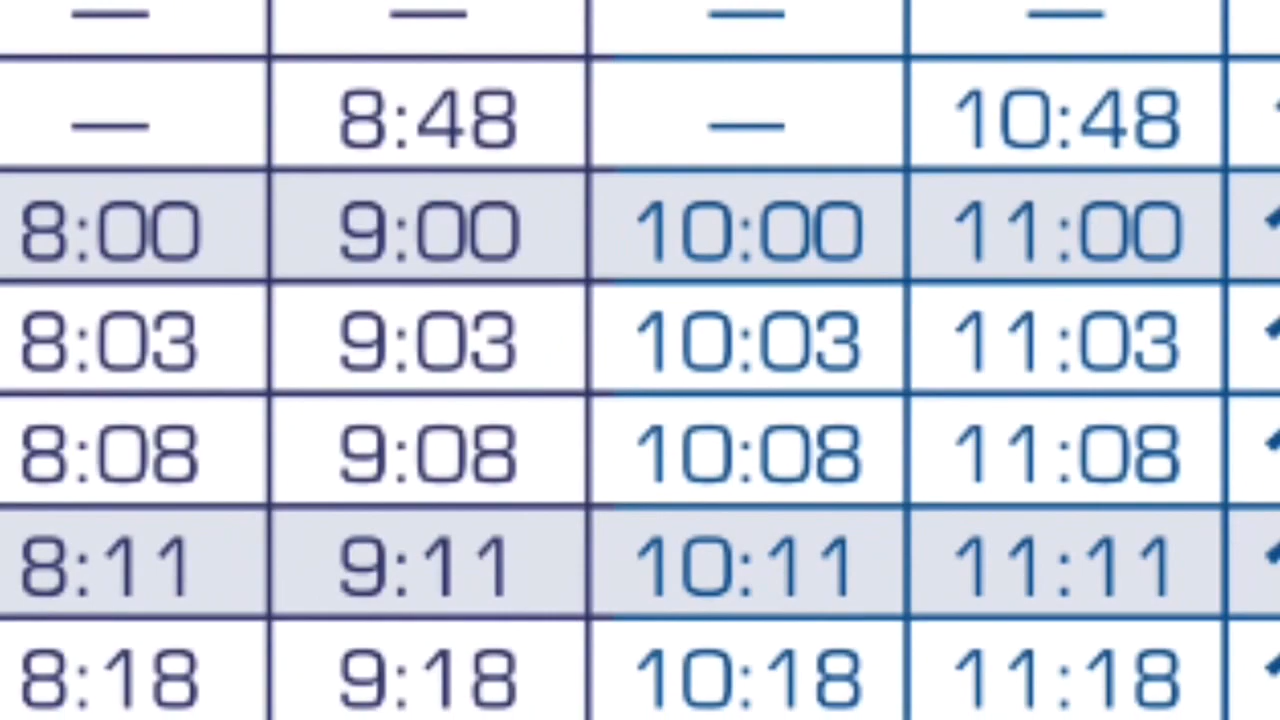 — — — —
— 8:48 — 10:48
8:00 9:00 10:00 11:00
8:03 9:03 10:03 11:03
8:08 9:08 10:08 11:08
8:11 9:11 10:11 11:11
8:18 9:18 10:18 11:18